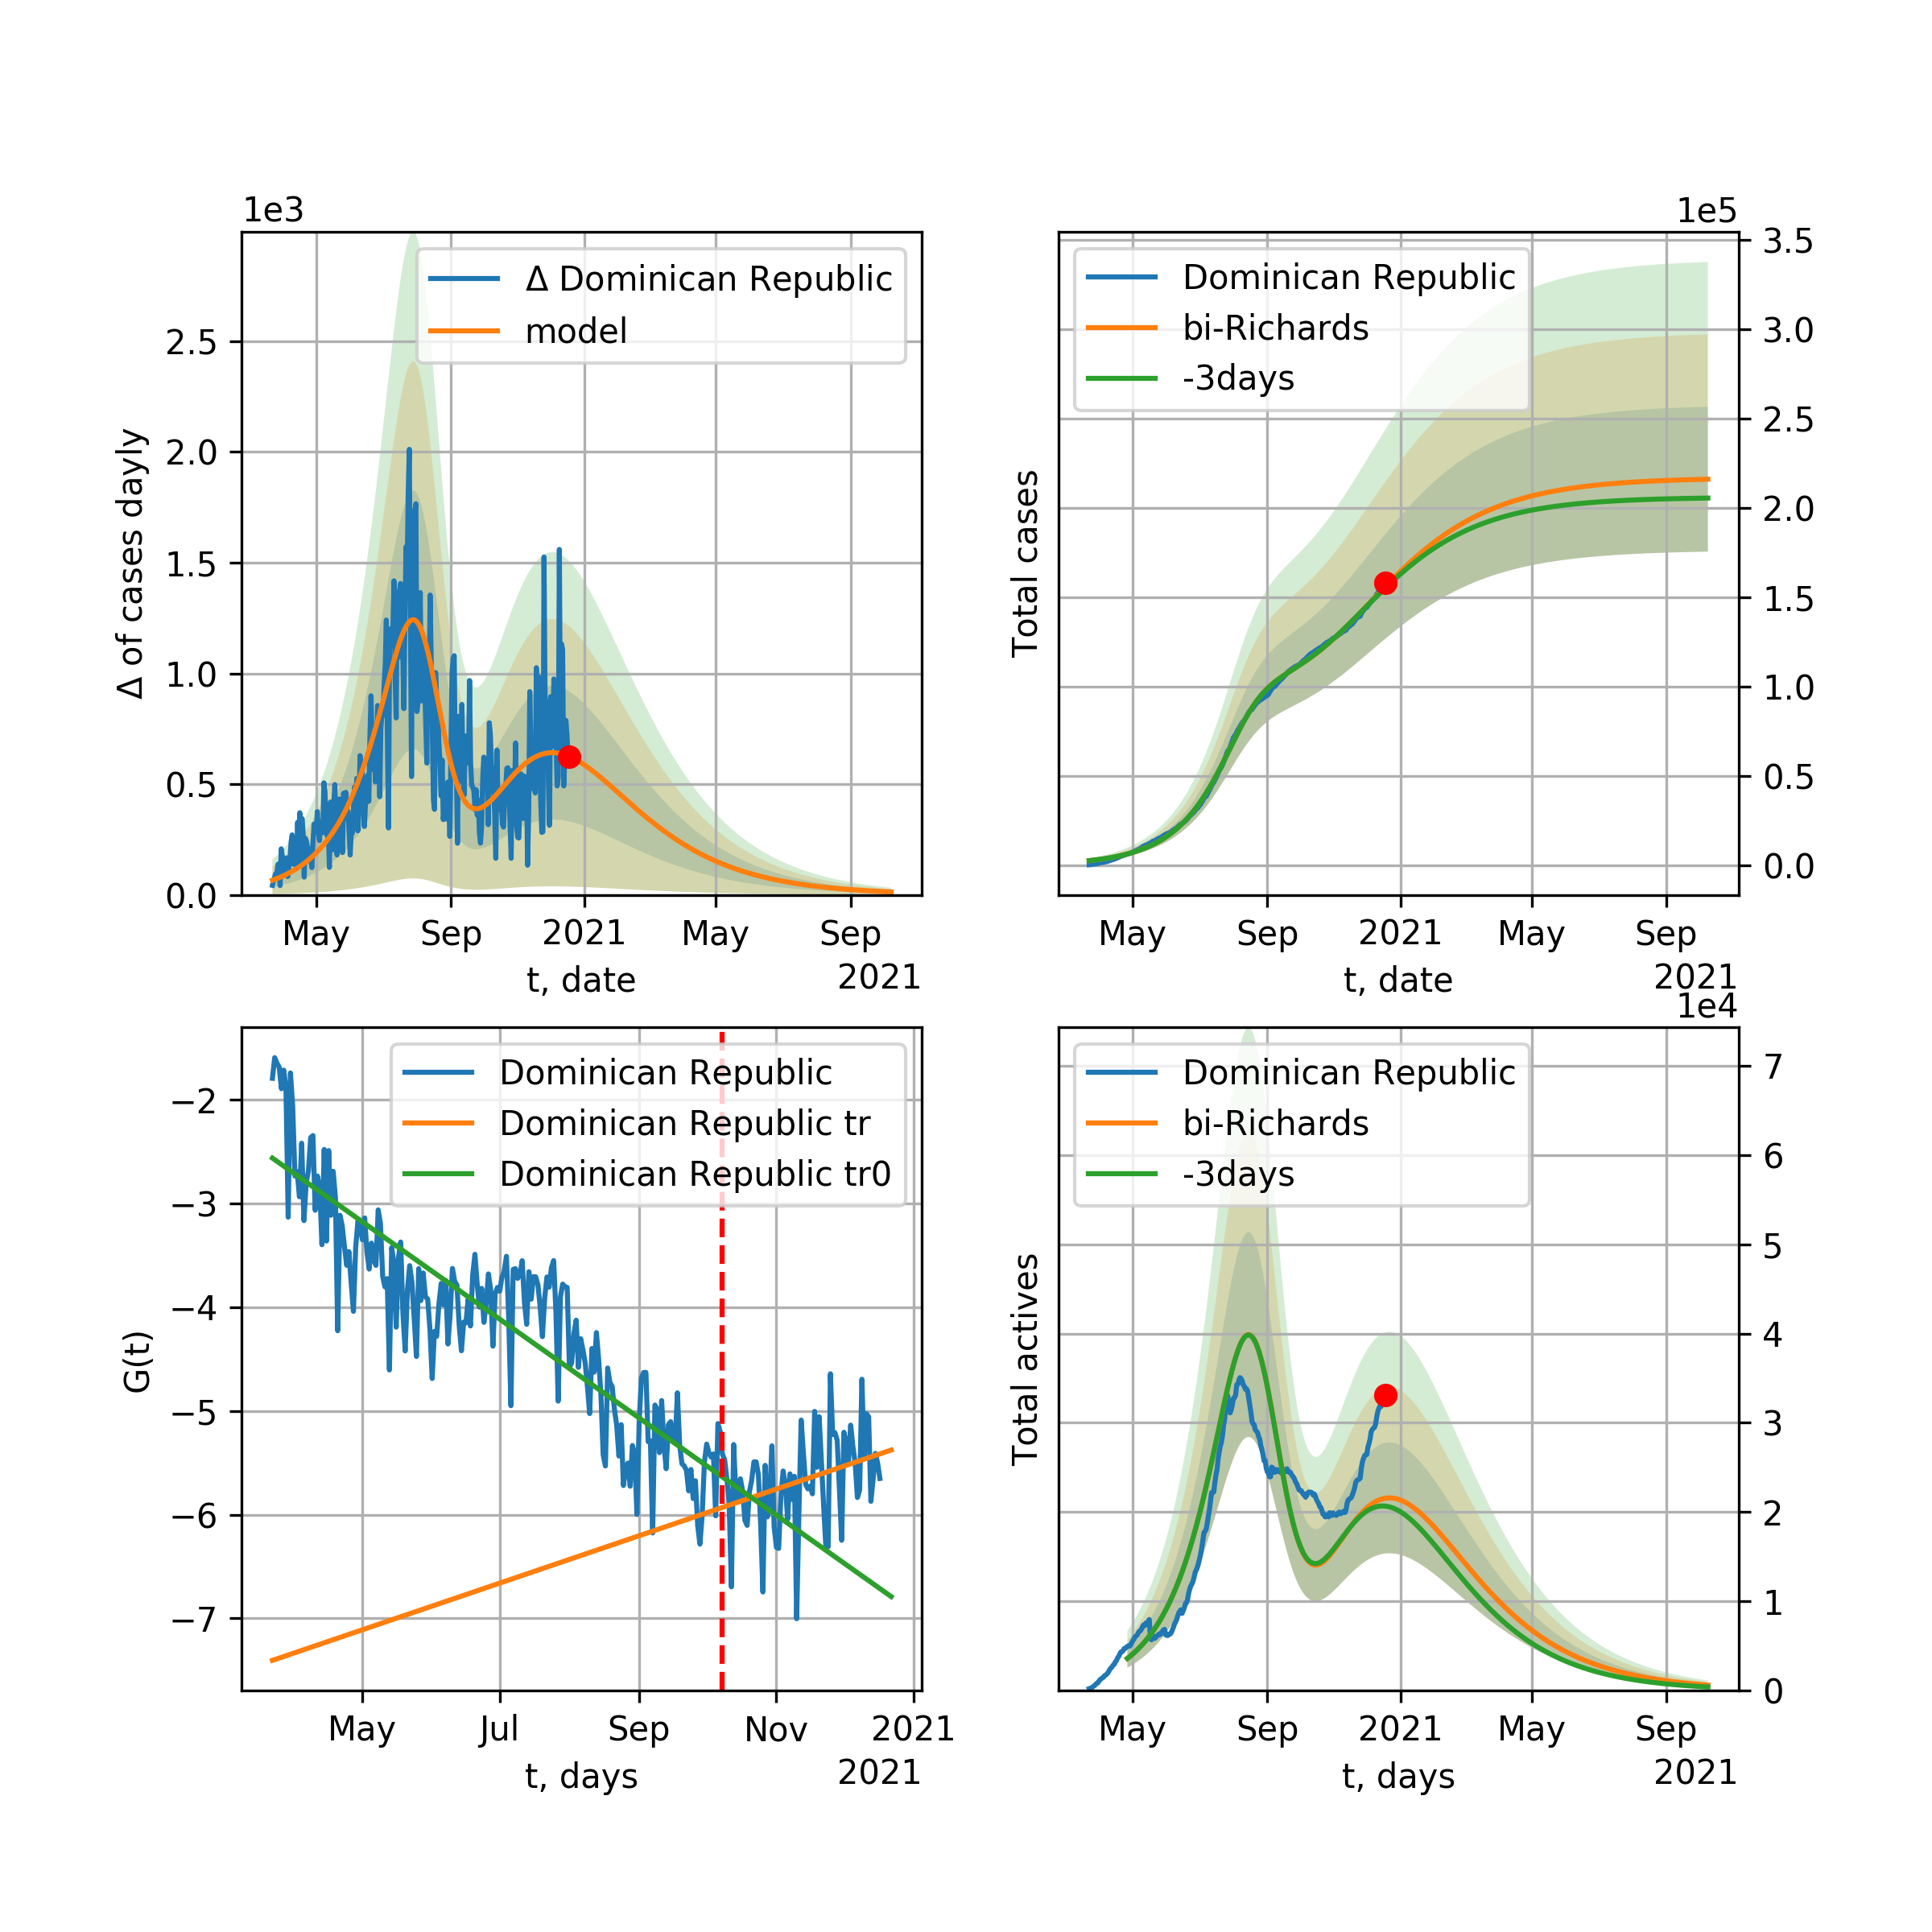 1e3
Δ of cases dayly
2.5
2.0
1.5
1.0
0.5
0.0
Δ Dominican Republic
model
May Sep 2021 May Sep
2021
t, date
1e5
Total cases
3.5
3.0
2.5
2.0
1.5
1.0
0.5
0.0
Dominican Republic
bi-Richards
-3days
May Sep 2021 May Sep
2021
t, date
G(t)
−2
−3
−4
−5
−6
−7
Dominican Republic
Dominican Republic tr
Dominican Republic tr0
May Jul Sep Nov 2021
2021
t, days
1e4
Total actives
7
6
5
4
3
2
1
0
Dominican Republic
bi-Richards
-3days
May Sep 2021 May Sep
2021
t, days